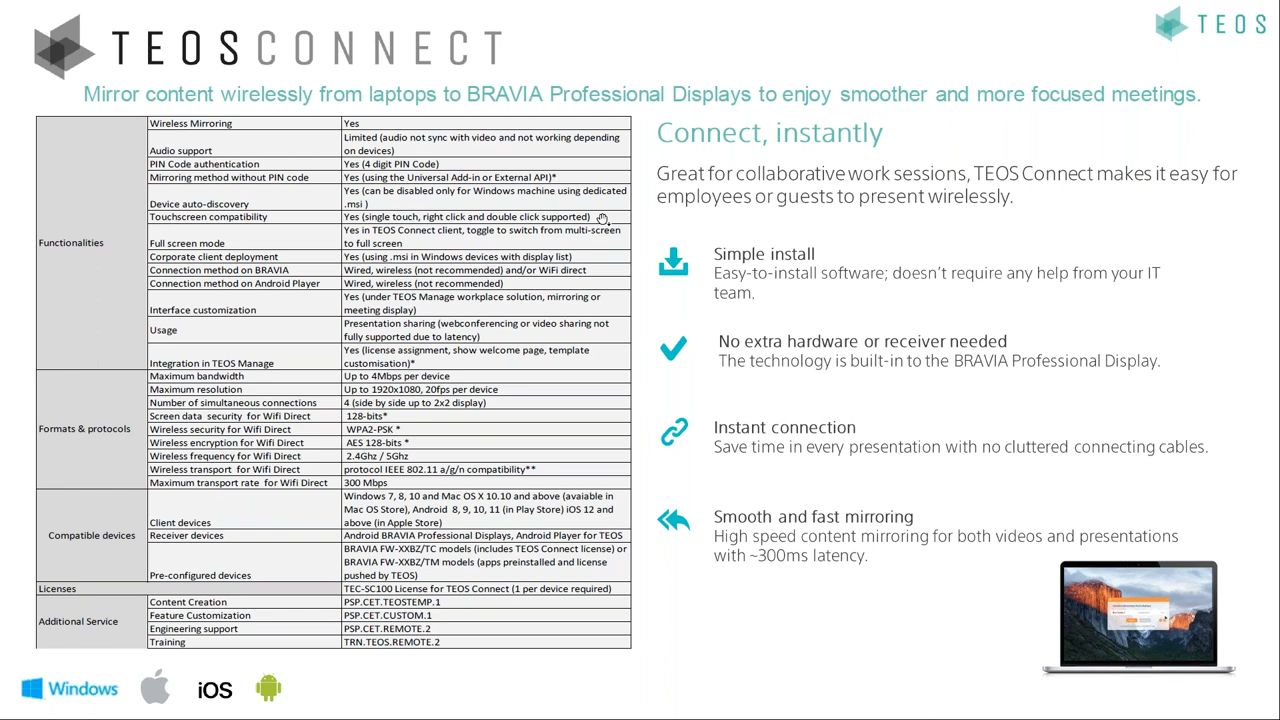 TEOSCONNECT
TEOS
Mirror content wirelessly from laptops to BRAVIA Professional Displays to enjoy smoother and more focused meetings.
Functionalities
Wireless Mirroring Yes
Audio support Limited (audio not sync with video and not working depending
on devices)
PIN Code authentication Yes (4 digit PIN Code)
Mirroring method without PIN code Yes (using the Universal Add-in or External API)*
Device auto-discovery Yes (can be disabled only for Windows machine using dedicated
.msi )
Touchscreen compatibility Yes (single touch, right click and double click supported)
Full screen mode Yes in TEOS Connect client, toggle to switch from multi-screen
to full screen
Corporate client deployment Yes (using .msi in Windows devices with display list)
Connection method on BRAVIA Wired, wireless (not recommended) and/or WiFi direct
Connection method on Android Player Wired, wireless (not recommended)
Interface customization Yes (under TEOS Manage workplace solution, mirroring or
meeting display)
Usage Presentation sharing (webconferencing or video sharing not
fully supported due to latency)
Integration in TEOS Manage Yes (license assignment, show welcome page, template
customisation)*
Formats & protocols
Maximum bandwidth Up to 4Mbps per device
Maximum resolution Up to 1920x1080, 20fps per device
Number of simultaneous connections 4 (side by side up to 2x2 display)
Screen data security for Wifi Direct 128-bits*
Wireless security for Wifi Direct WPA2-PSK *
Wireless encryption for Wifi Direct AES 128-bits *
Wireless frequency for Wifi Direct 2.4Ghz / 5Ghz
Wireless transport for Wifi Direct protocol IEEE 802.11 a/g/n compatibility**
Maximum transport rate for Wifi Direct 300 Mbps
Compatible devices
Client devices Windows 7, 8, 10 and Mac OS X 10.10 and above (avaiable in
Mac OS Store), Android 8, 9, 10, 11 (in Play Store) iOS 12 and
above (in Apple Store)
Receiver devices Android BRAVIA Professional Displays, Android Player for TEOS
Pre-configured devices BRAVIA FW-XXBZ/TC models (includes TEOS Connect license) or
BRAVIA FW-XXBZ/TM models (apps preinstalled and license
pushed by TEOS)
Licenses TEC-SC100 License for TEOS Connect (1 per device required)
Additional Service
Content Creation PSP.CET.TEOSTEMP.1
Feature Customization PSP.CET.CUSTOM.1
Engineering support PSP.CET.REMOTE.2
Training TRN.TEOS.REMOTE.2
Connect, instantly
Great for collaborative work sessions, TEOS Connect makes it easy for
employees or guests to present wirelessly.
Simple install
Easy-to-install software; doesn't require any help from your IT
team.
No extra hardware or receiver needed
The technology is built-in to the BRAVIA Professional Display.
Instant connection
Save time in every presentation with no cluttered connecting cables.
Smooth and fast mirroring
High speed content mirroring for both videos and presentations
with ~300ms latency.
Windows
iOS